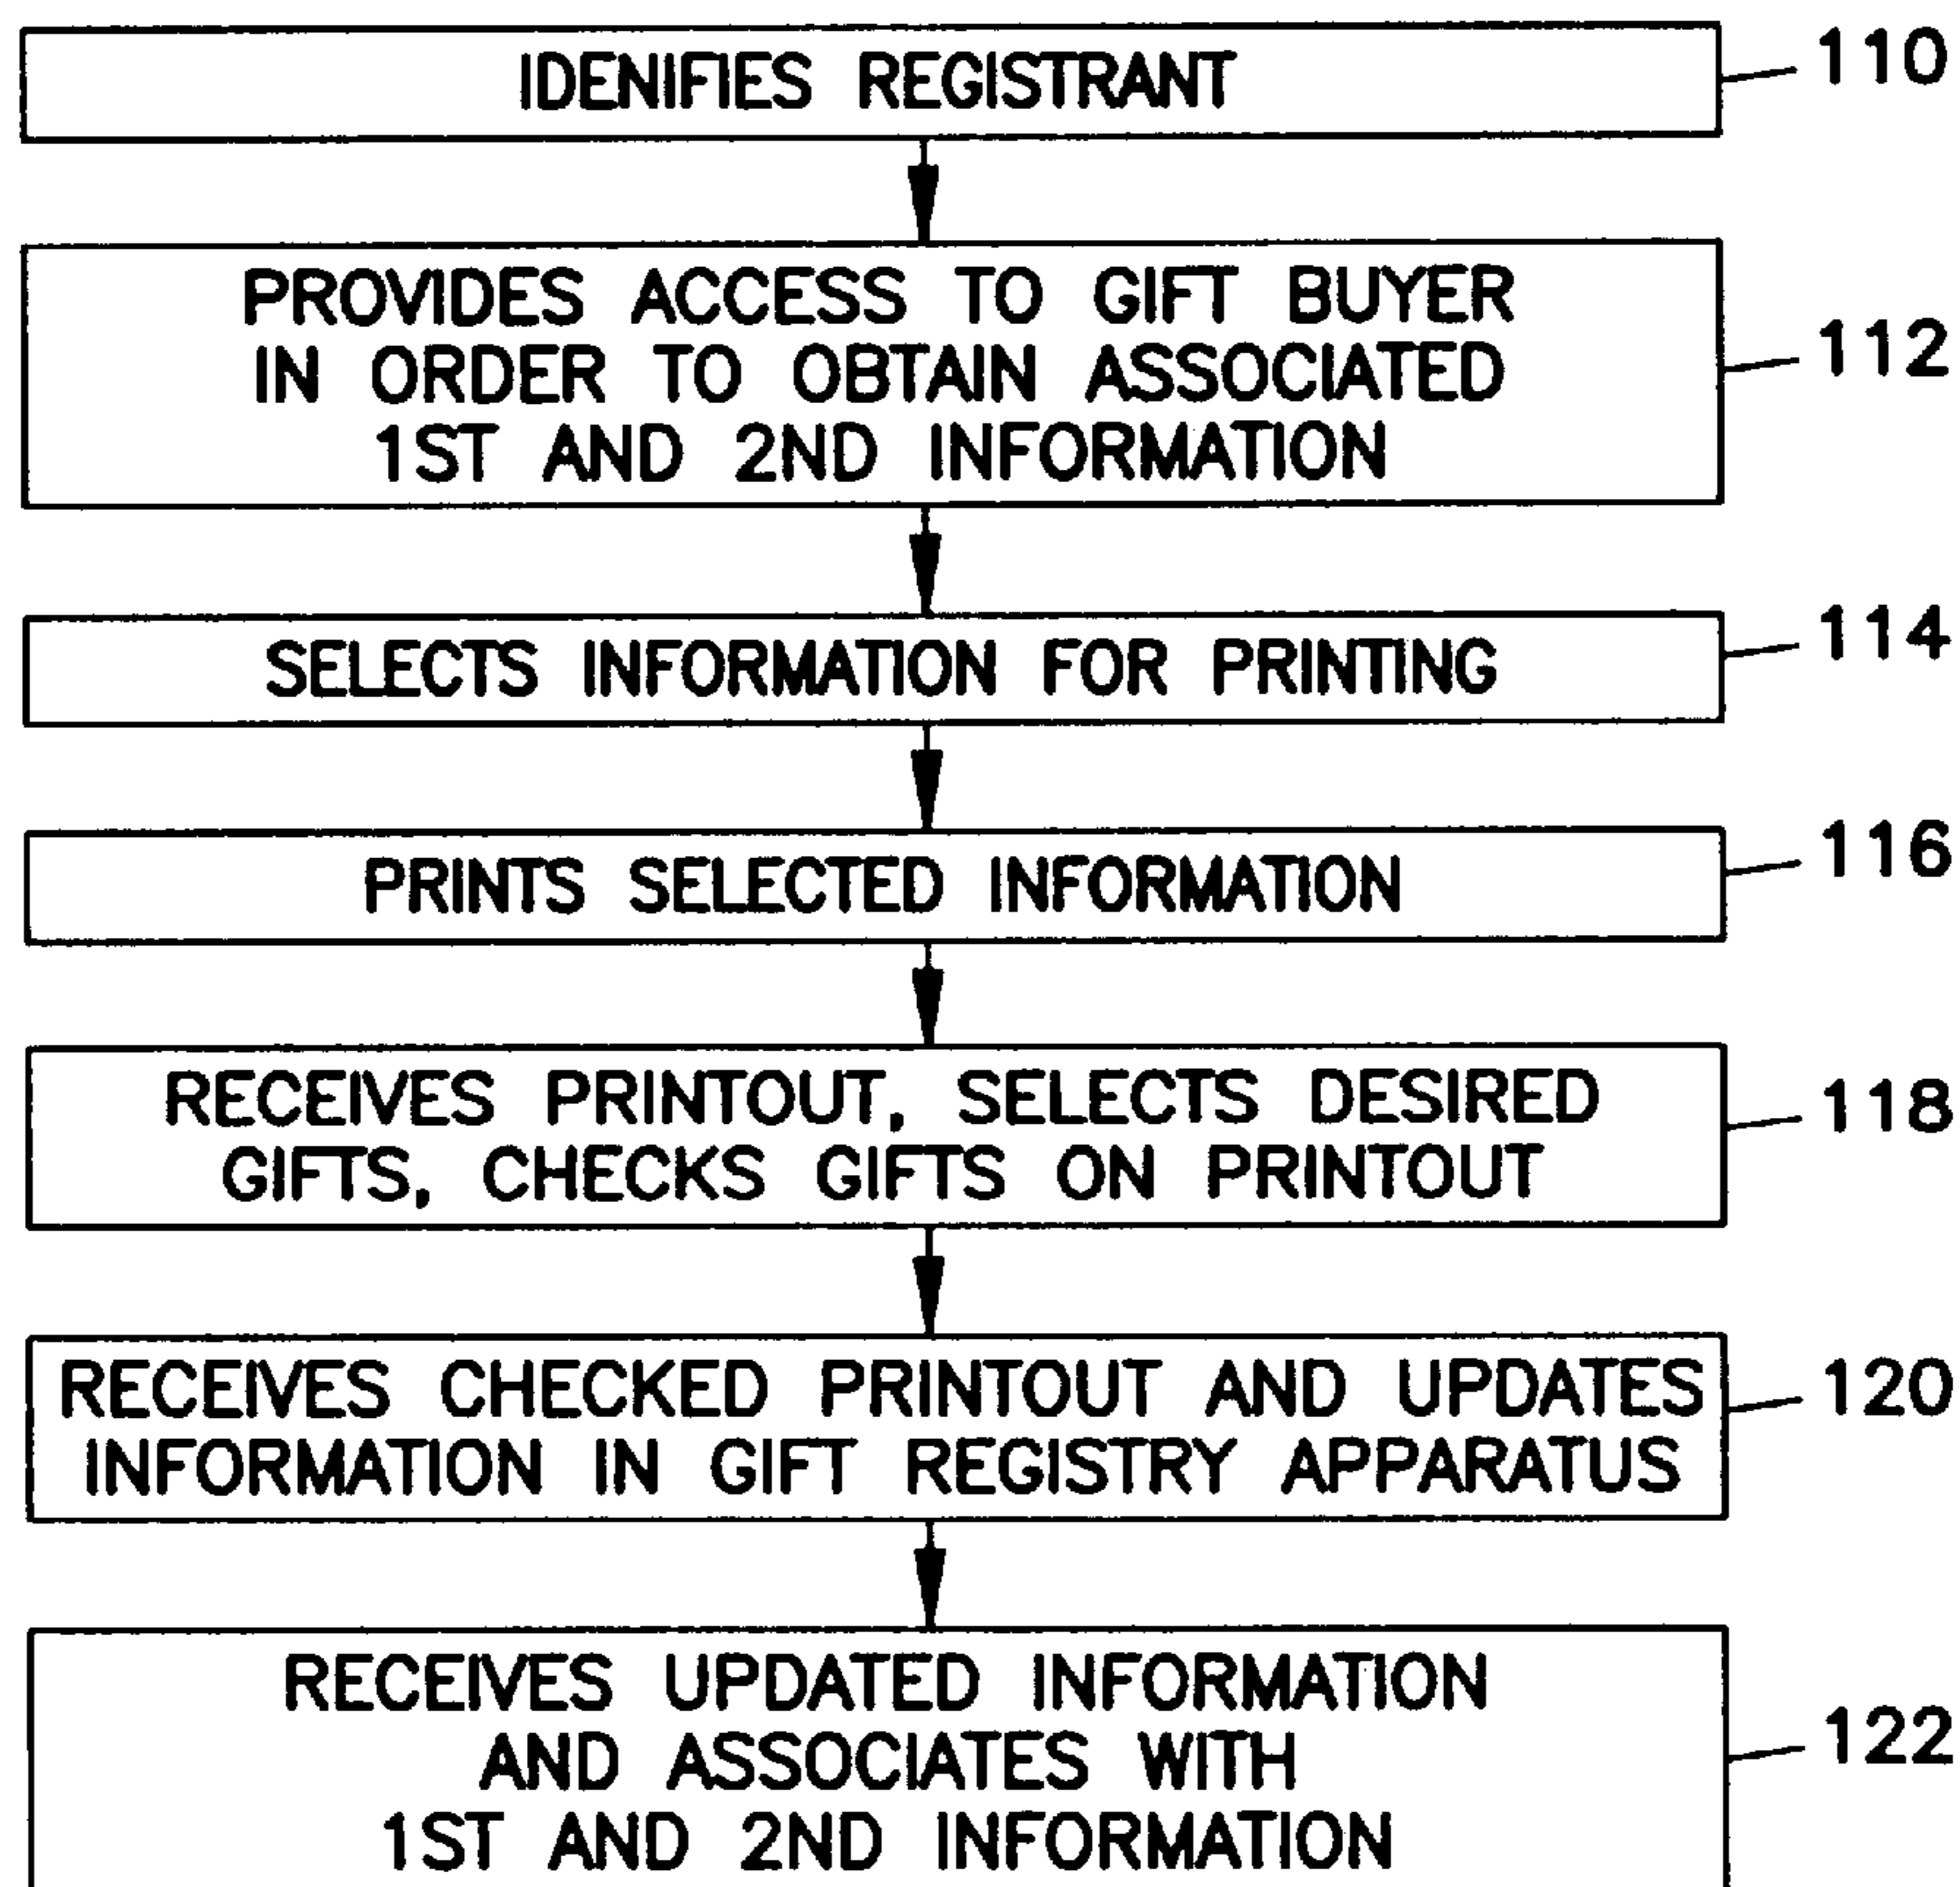 IDENIFIES REGISTRANT
110
PROVIDES ACCESS TO GIFT BUYER
IN ORDER TO OBTAIN ASSOCIATED
1ST AND 2ND INFORMATION
112
SELECTS INFORMATION FOR PRINTING
114
PRINTS SELECTED INFORMATION
116
RECEIVES PRINTOUT, SELECTS DESIRED
GIFTS, CHECKS GIFTS ON PRINTOUT
118
RECEIVES CHECKED PRINTOUT AND UPDATES
INFORMATION IN GIFT REGISTRY APPARATUS
120
RECEIVES UPDATED INFORMATION
AND ASSOCIATES WITH
1ST AND 2ND INFORMATION
122